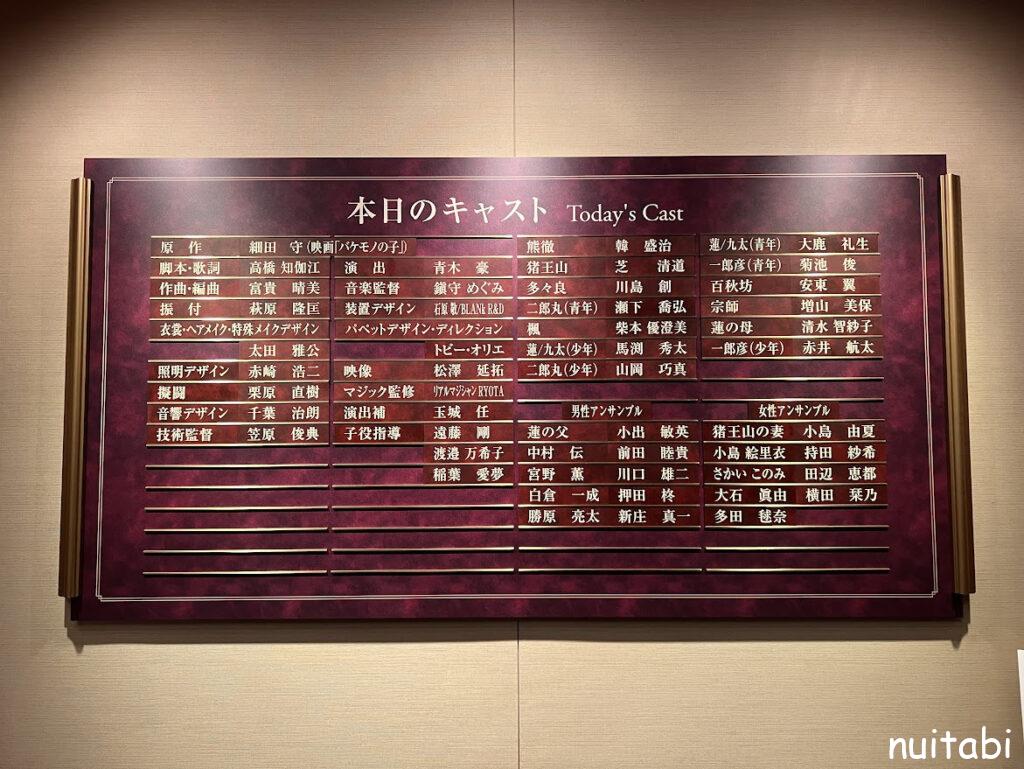 本日のキャスト Today's Cast
原 作 細田 守(映画「バケモノの子」)
脚本・歌詞 高橋 知伽江
作曲・編曲 富貴 晴美
振 付 萩原 隆匡
衣裳・ヘアメイク・特殊メイクデザイン
太田 雅公
照明デザイン 赤崎 浩二
擬闘 栗原 直樹
音響デザイン 千葉 治朗
技術監督 笠原 俊典
演 出 青木 豪
音楽監督 鎮守 めぐみ
装置デザイン 石原 敬/BLANk R&D
パペットデザイン・ディレクション
トビー・オリエ
映像 松澤 延拓
マジック監修 リアルマジシャンRYOTA
演出補 玉城 任
子役指導 遠藤 剛
渡邉 万希子
稲葉 愛夢
熊徹 韓 盛治
猪王山 芝 清道
多々良 川島 創
二郎丸(青年) 瀬下 喬弘
楓 柴本 優澄美
蓮/九太(少年) 馬渕 秀太
二郎丸(少年) 山岡 巧真
男性アンサンブル
蓮の父 小出 敏英
中村 伝 前田 睦貴
宮野 薫 川口 雄二
白倉 一成 押田 柊
勝原 亮太 新庄 真一
蓮/九太(青年) 大鹿 礼生
一郎彦(青年) 菊池 俊
百秋坊 安東 翼
宗師 増山 美保
蓮の母 清水 智紗子
一郎彦(少年) 赤井 航太
女性アンサンブル
猪王山の妻 小島 由夏
小島 絵里衣 持田 紗希
さかい このみ 田辺 恵都
大石 眞由 横田 栞乃
多田 毬奈
nuitabi